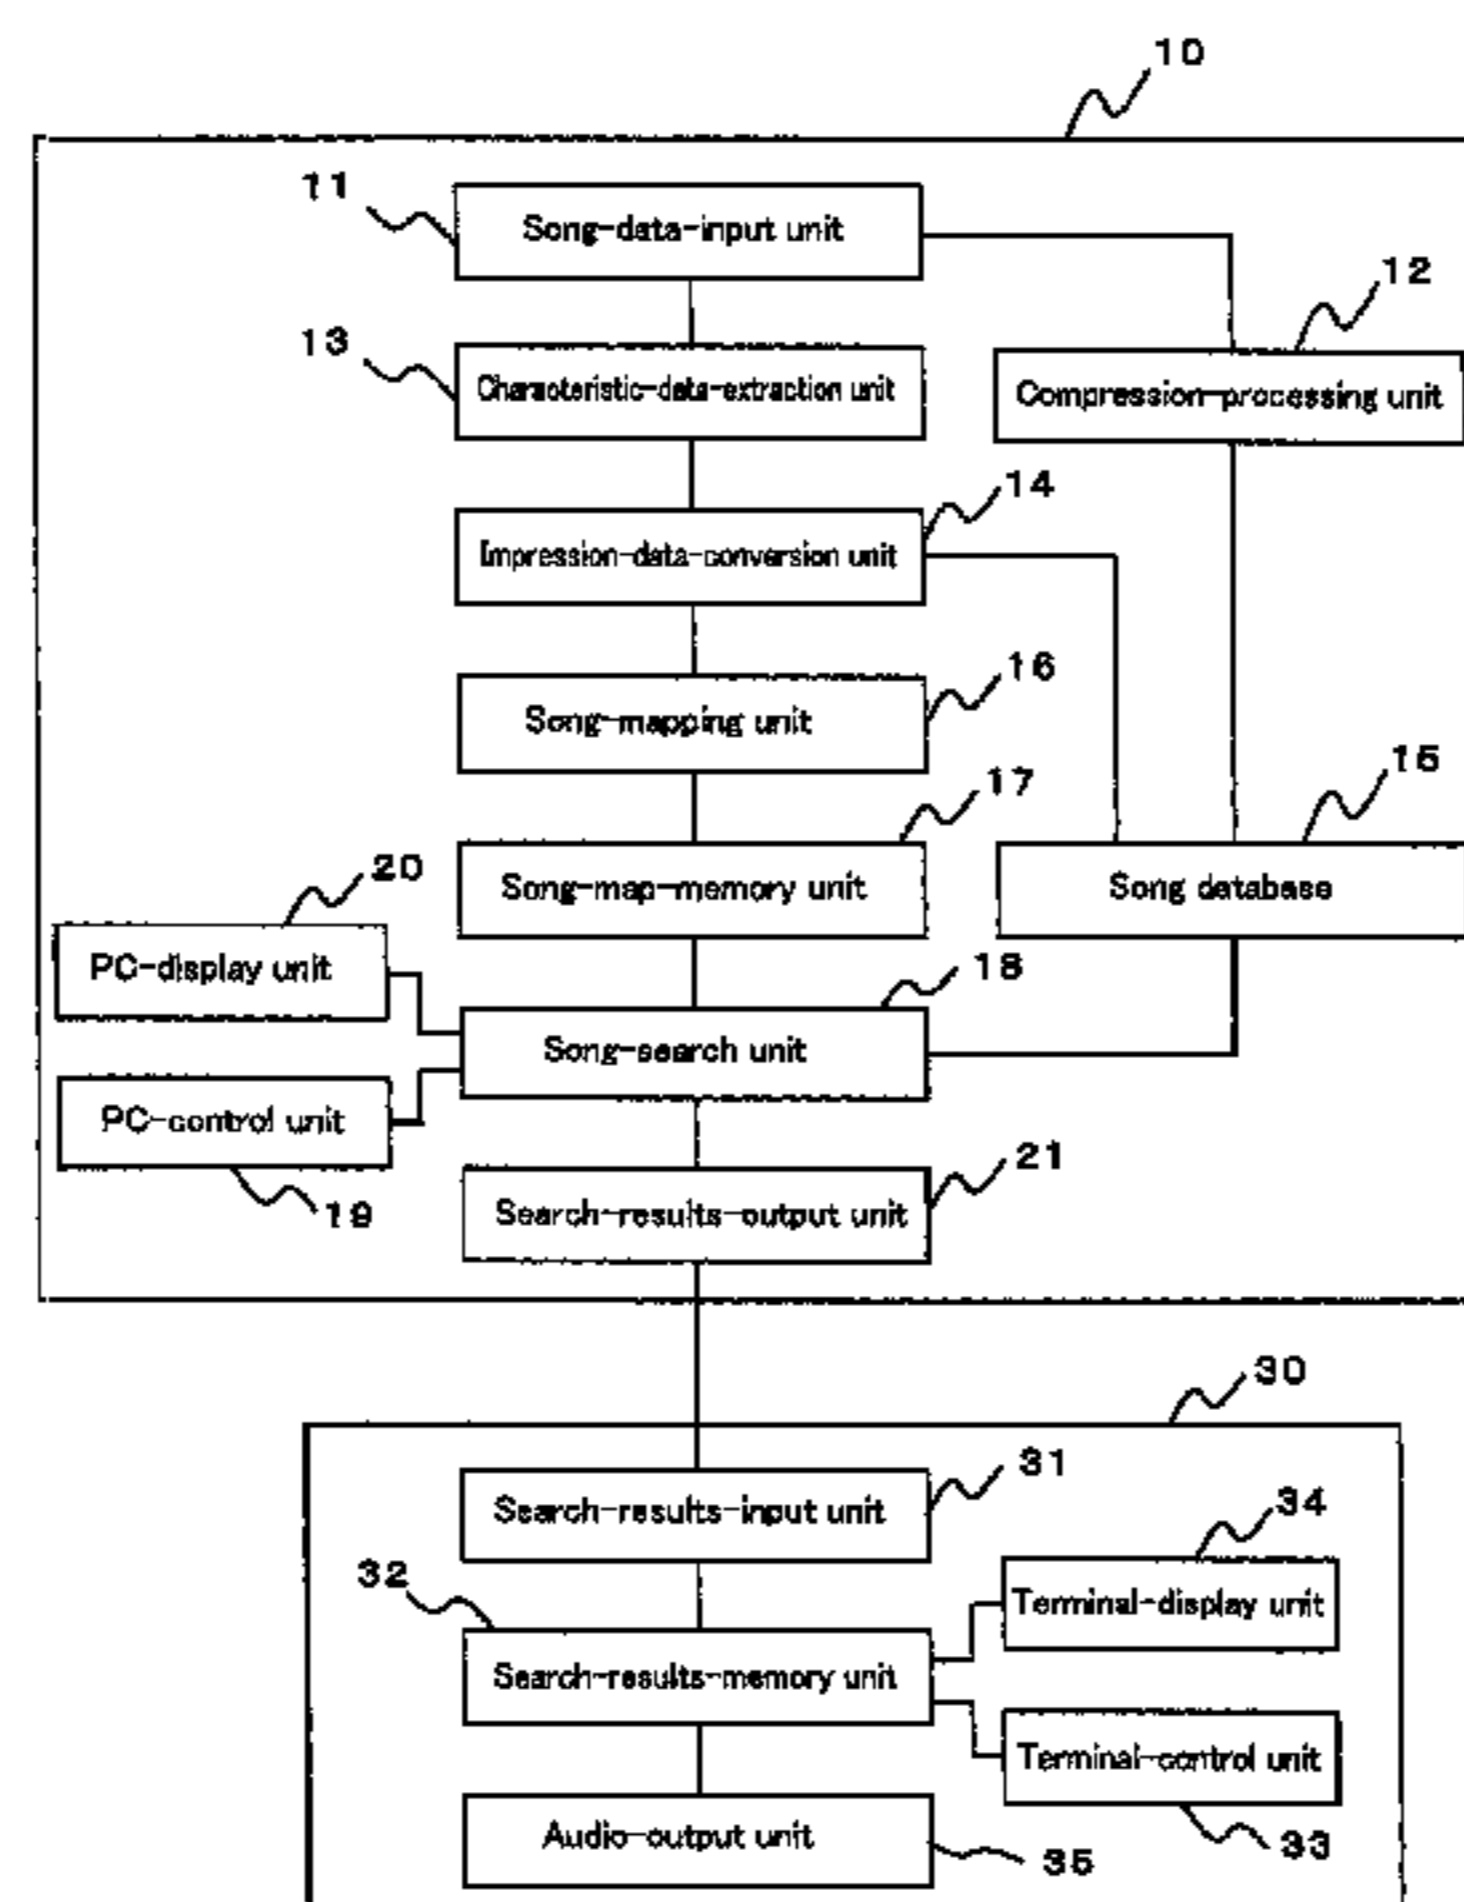 10
11
Song-data-input unit
12
13
Characteristic-data-extraction unit
Compression-processing unit
14
Impression-data-conversion unit
16
Song-mapping unit
15
17
20
Song-map-memory unit
Song database
PC-display unit
18
Song-search unit
PC-control unit
21
19
Search-results-output unit
30
31
Search-results-input unit
34
32
Terminal-display unit
Search-results-memory unit
Terminal-control unit
Audio-output unit
33
35